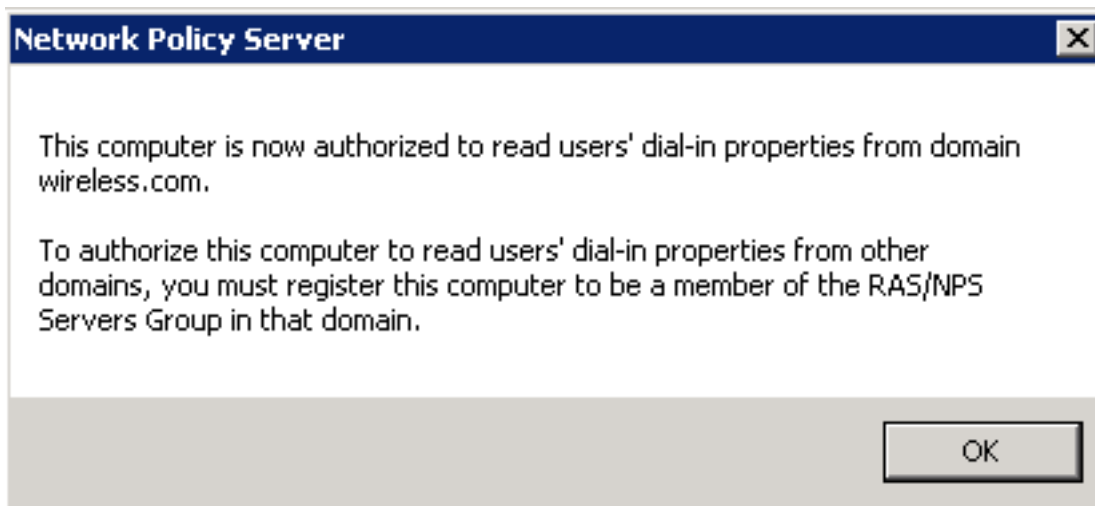 Network Policy Server
This computer is now authorized to read users' dial-in properties from domain
wireless.com.
To authorize this computer to read users' dial-in properties from other
domains, you must register this computer to be a member of the RAS/NPS
Servers Group in that domain.
OK